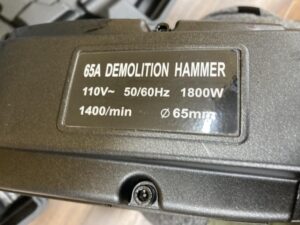 65A DEMOLITION HAMMER
110V~ 50/60Hz 1800W
1400/min Ø65mm